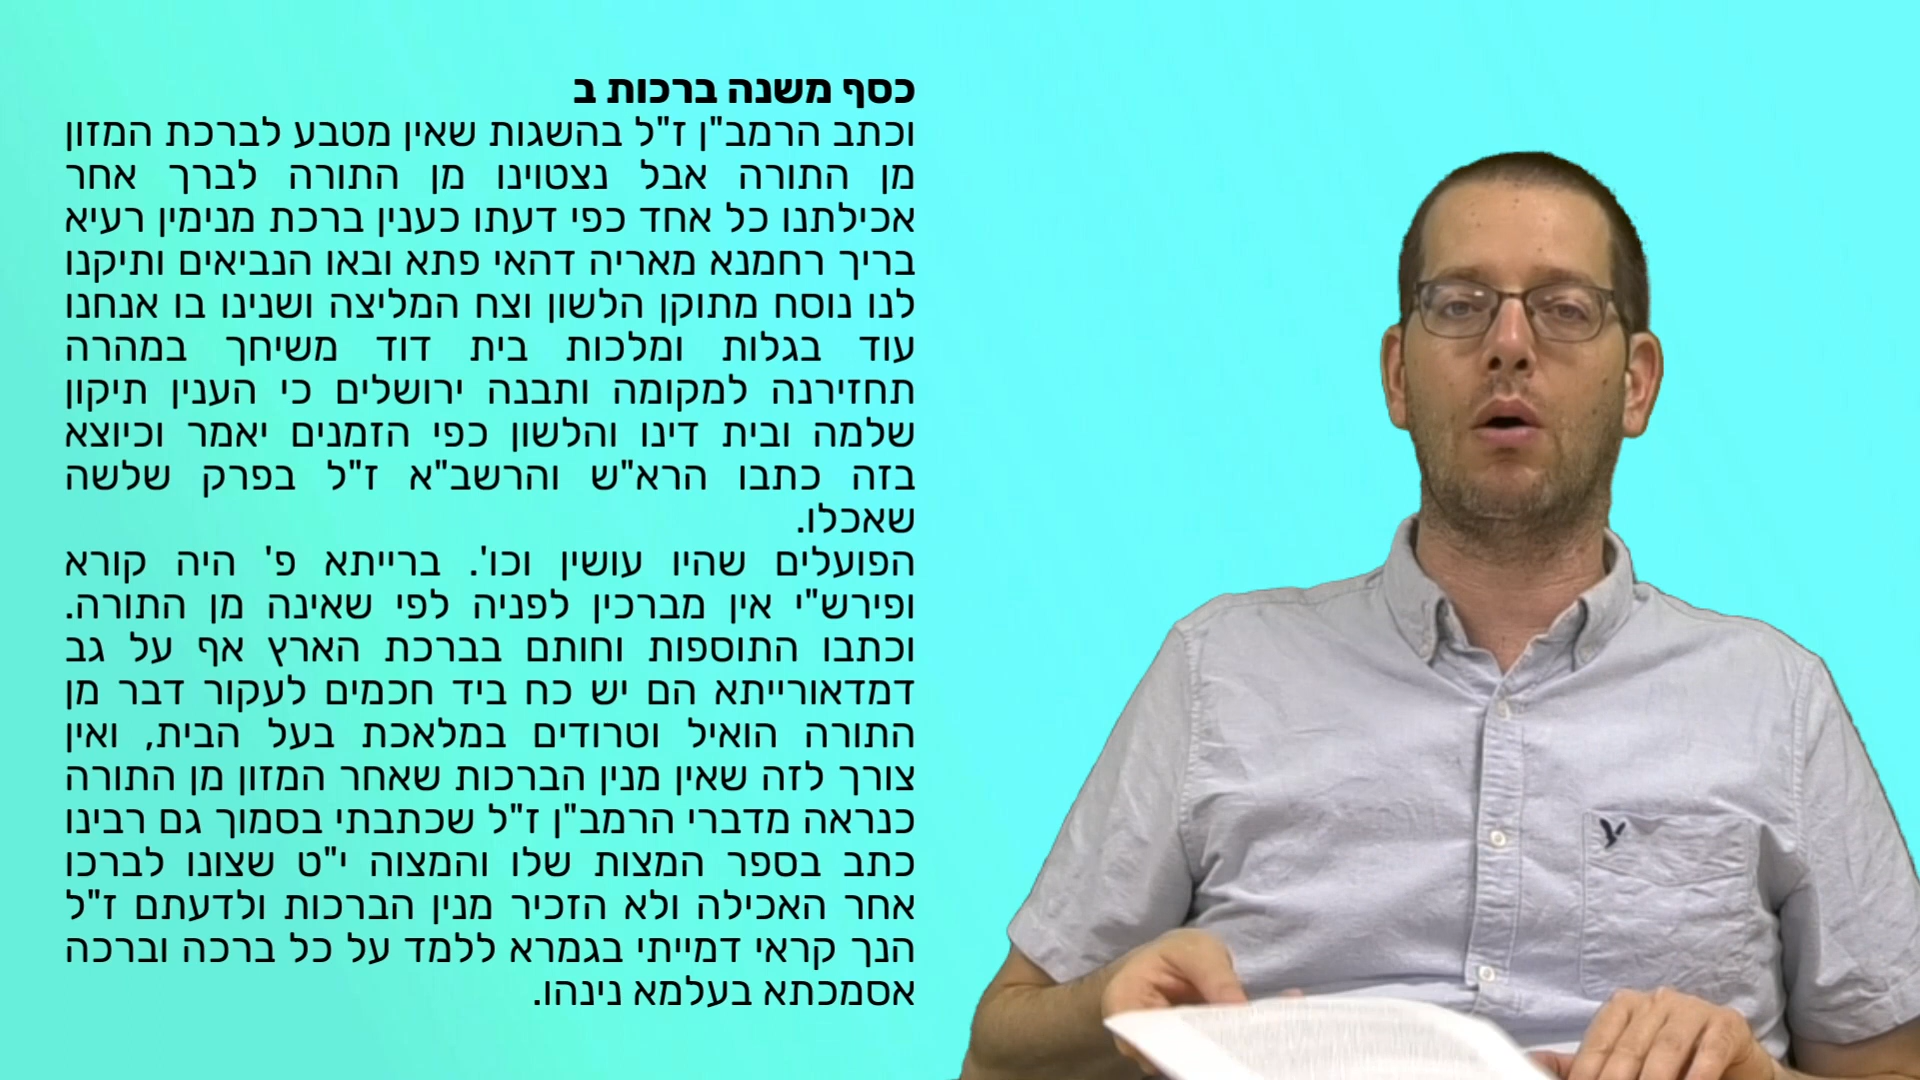 כסף משנה ברכות ב
וכתב הרמב"ן ז"ל בהשגות שאין מטבע לברכת המזון
מן התורה אבל נצטוינו מן התורה לברך אחר
אכילתנו כל אחד כפי דעתו כענין ברכת מנימין רעיא
בריך רחמנא מאריה דהאי פתא ובאו הנביאים ותיקנו
לנו נוסח מתוקן הלשון וצח המליצה ושנינו בו אנחנו
עוד בגלות ומלכות בית דוד משיחך במהרה
תחזירנה למקומה ותבנה ירושלים כי הענין תיקון
שלמה ובית דינו והלשון כפי הזמנים יאמר וכיוצא
בזה כתבו הרא"ש והרשב"א ז"ל בפרק שלשה
שאכלו.
הפועלים שהיו עושין וכו'. ברייתא פ' היה קורא
ופירש"י אין מברכין לפניה לפי שאינה מן התורה.
וכתבו התוספות וחותם בברכת הארץ אף על גב
דמדאורייתא הם יש כח ביד חכמים לעקור דבר מן
התורה הואיל וטרודים במלאכת בעל הבית, ואין
צורך לזה שאין מנין הברכות שאחר המזון מן התורה
כנראה מדברי הרמב"ן ז"ל שכתבתי בסמוך גם רבינו
כתב בספר המצות שלו והמצוה י"ט שצונו לברכו
אחר האכילה ולא הזכיר מנין הברכות ולדעתם ז"ל
הנך קראי דמייתי בגמרא ללמד על כל ברכה וברכה
אסמכתא בעלמא נינהו.